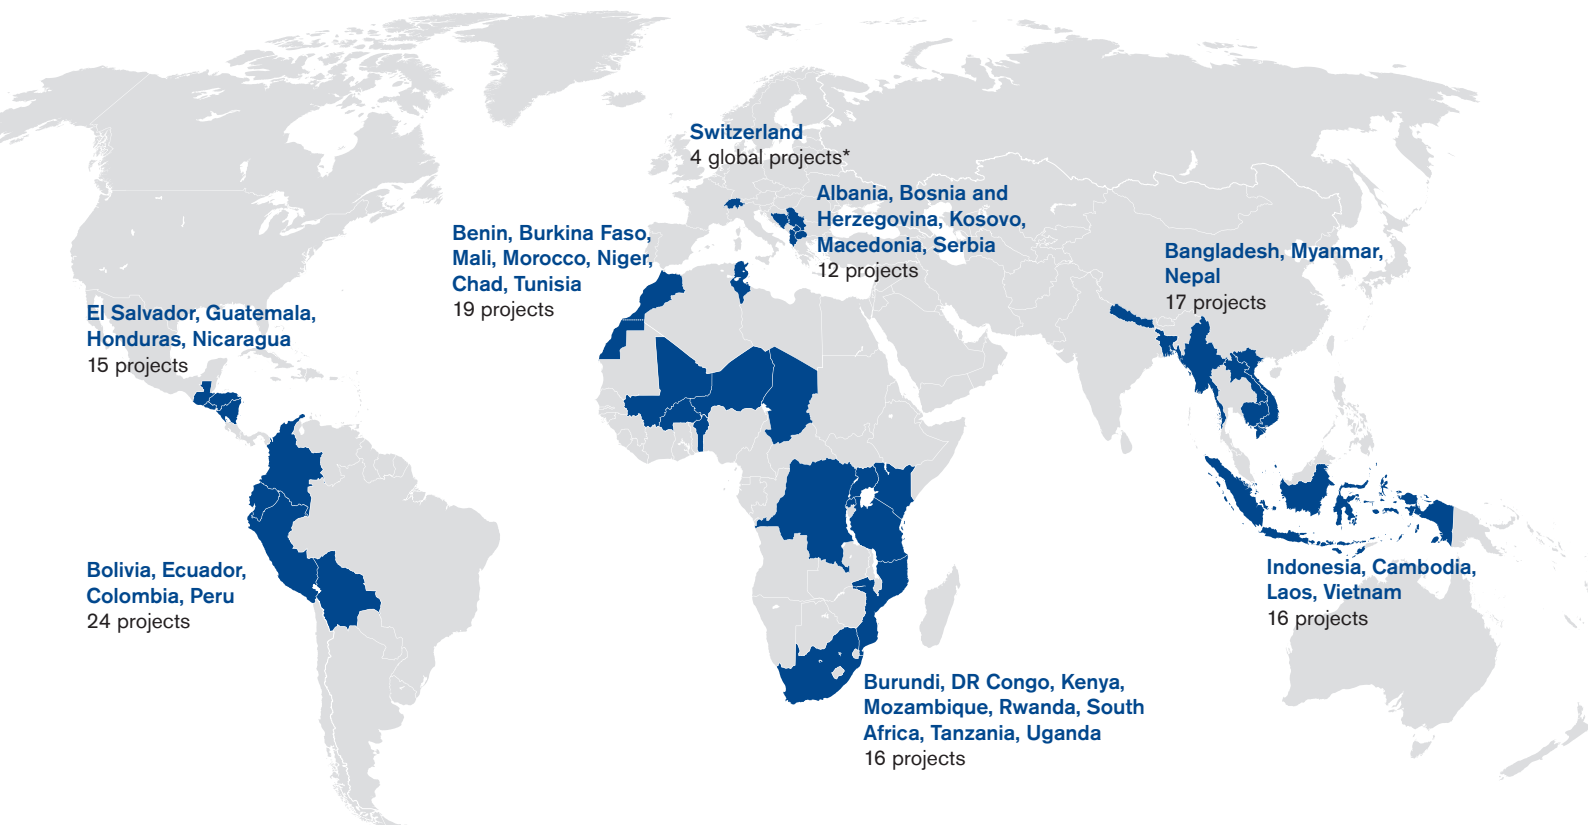 Switzerland
4 global projects*
Albania, Bosnia and
Herzegovina, Kosovo,
Macedonia, Serbia
12 projects
Benin, Burkina Faso,
Mali, Morocco, Niger,
Chad, Tunisia
19 projects
Bangladesh, Myanmar,
Nepal
17 projects
El Salvador, Guatemala,
Honduras, Nicaragua
15 projects
Bolivia, Ecuador,
Colombia, Peru
24 projects
Indonesia, Cambodia,
Laos, Vietnam
16 projects
Burundi, DR Congo, Kenya,
Mozambique, Rwanda, South
Africa, Tanzania, Uganda
16 projects